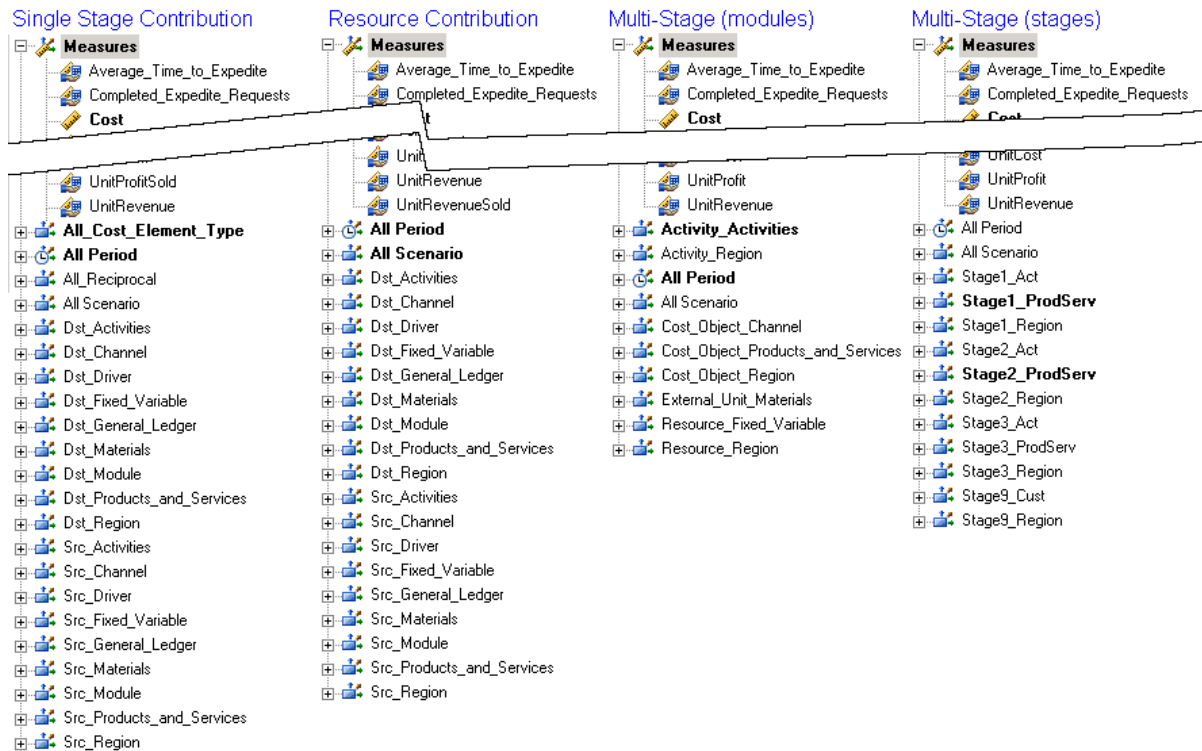 Single Stage Contribution
Measures
Average_Time_to_Expedite
Completed_Expedite_Requests
Cost
UnitProfitSold
UnitRevenue
All_Cost_Element_Type
All Period
All_Reciprocal
All Scenario
Dst_Activities
Dst_Channel
Dst_Driver
Dst_Fixed_Variable
Dst_General_Ledger
Dst_Materials
Dst_Module
Dst_Products_and_Services
Dst_Region
Src_Activities
Src_Channel
Src_Driver
Src_Fixed_Variable
Src_General_Ledger
Src_Materials
Src_Module
Src_Products_and_Services
Src_Region
Resource Contribution
Measures
Average_Time_to_Expedite
Completed_Expedite_Requests
UnitRevenue
UnitRevenueSold
All Period
All Scenario
Dst_Activities
Dst_Channel
Dst_Driver
Dst_Fixed_Variable
Dst_General_Ledger
Dst_Materials
Dst_Module
Dst_Products_and_Services
Dst_Region
Src_Activities
Src_Channel
Src_Driver
Src_Fixed_Variable
Src_General_Ledger
Src_Materials
Src_Module
Src_Products_and_Services
Src_Region
Multi-Stage (modules)
Measures
Average_Time_to_Expedite
Completed_Expedite_Requests
Cost
UnitProfit
UnitRevenue
Activity_Activities
Activity_Region
All Period
All Scenario
Cost_Object_Channel
Cost_Object_Products_and_Services
Cost_Object_Region
External_Unit_Materials
Resource_Fixed_Variable
Resource_Region
Multi-Stage (stages)
Measures
Average_Time_to_Expedite
Completed_Expedite_Requests
Cost
UnitCost
UnitProfit
UnitRevenue
All Period
All Scenario
Stage1_Act
Stage1_ProdServ
Stage1_Region
Stage2_Act
Stage2_ProdServ
Stage2_Region
Stage3_Act
Stage3_ProdServ
Stage3_Region
Stage9_Cust
Stage9_Region